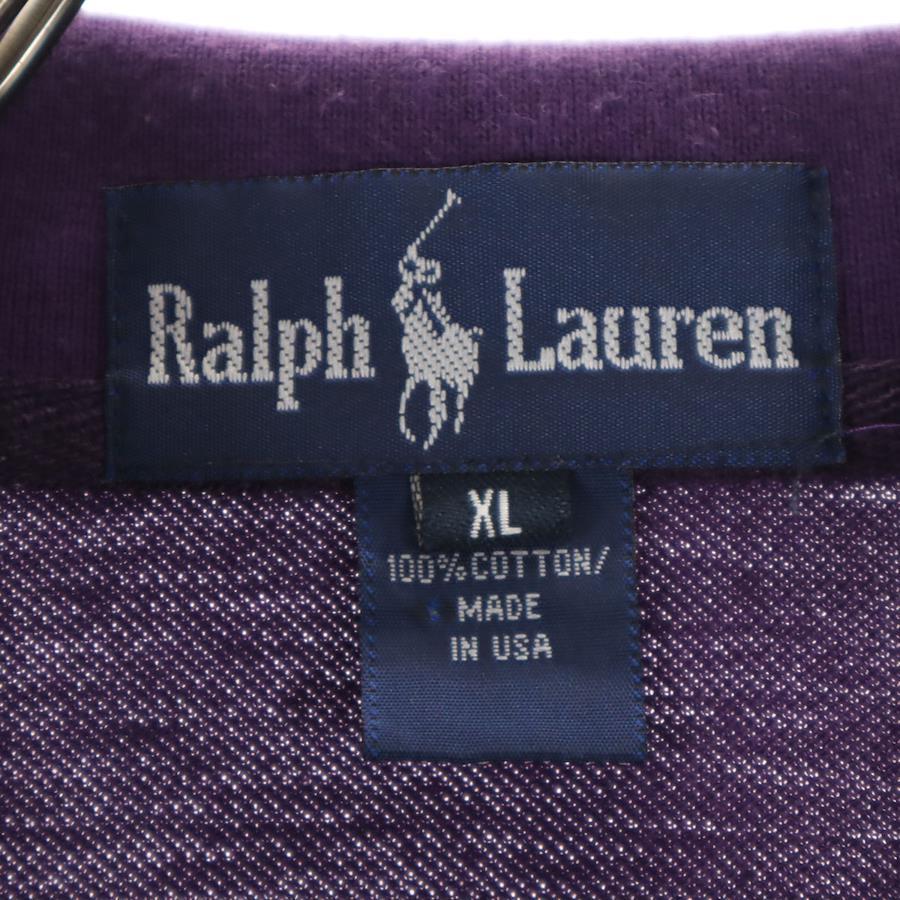 Ralph Lauren
XL
100%COTTON/
MADE
IN USA